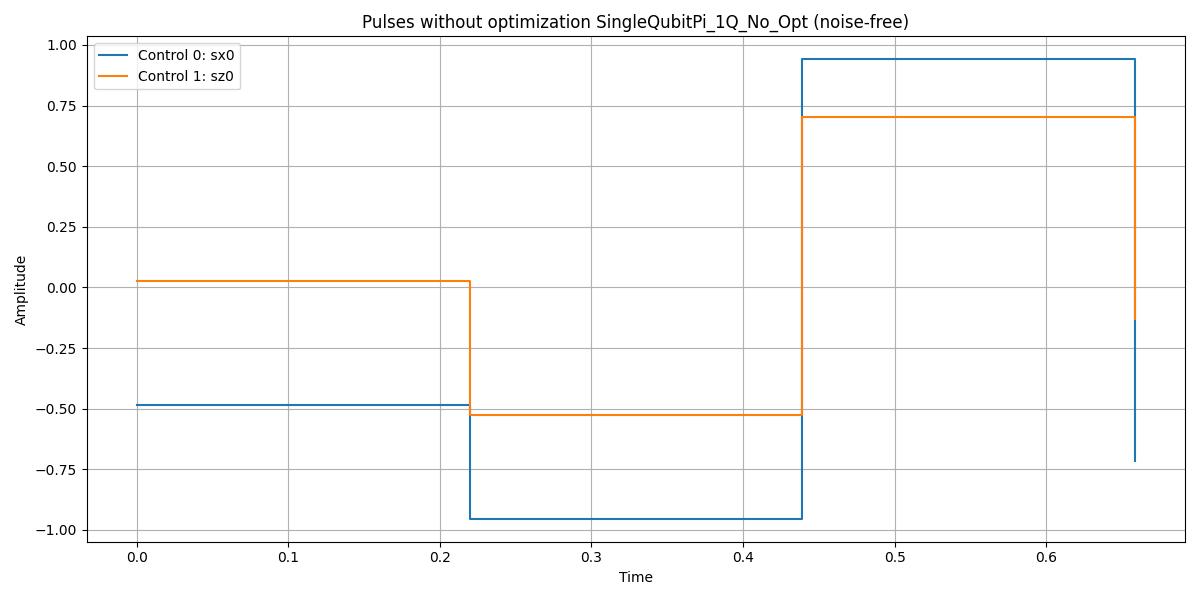 Pulses without optimization SingleQubitPi_1Q_No_Opt (noise-free)
Control 0: sx0
Control 1: sz0
Amplitude
1.00
0.75
0.50
0.25
0.00
−0.25
−0.50
−0.75
−1.00
0.0 0.1 0.2 0.3 0.4 0.5 0.6
Time